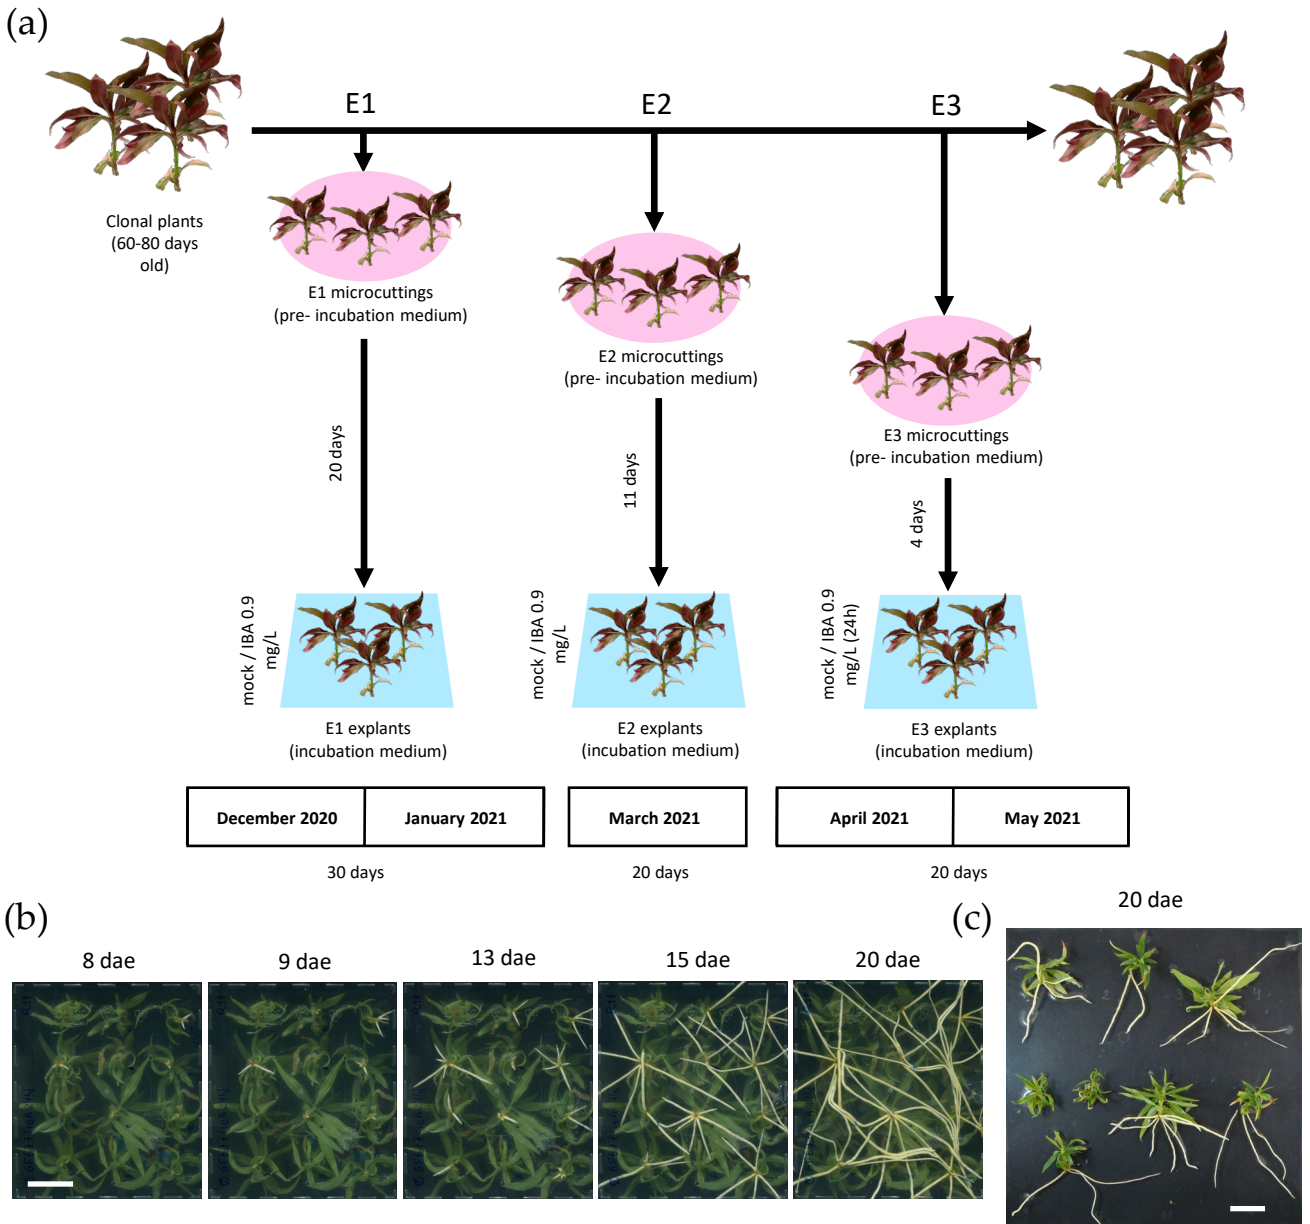 (a)
E1
E2
E3
Clonal plants
(60-80 days
old)
E1 microcuttings
(pre- incubation medium)
E2 microcuttings
(pre- incubation medium)
E3 microcuttings
(pre- incubation medium)
20 days
11 days
4 days
mock / IBA 0.9
mg/L
mock / IBA 0.9
mg/L
mock / IBA 0.9
mg/L (24h)
E1 explants
(incubation medium)
E2 explants
(incubation medium)
E3 explants
(incubation medium)
December 2020
January 2021
March 2021
April 2021
May 2021
30 days
20 days
20 days
(b)
8 dae
9 dae
13 dae
15 dae
20 dae
(c)
20 dae